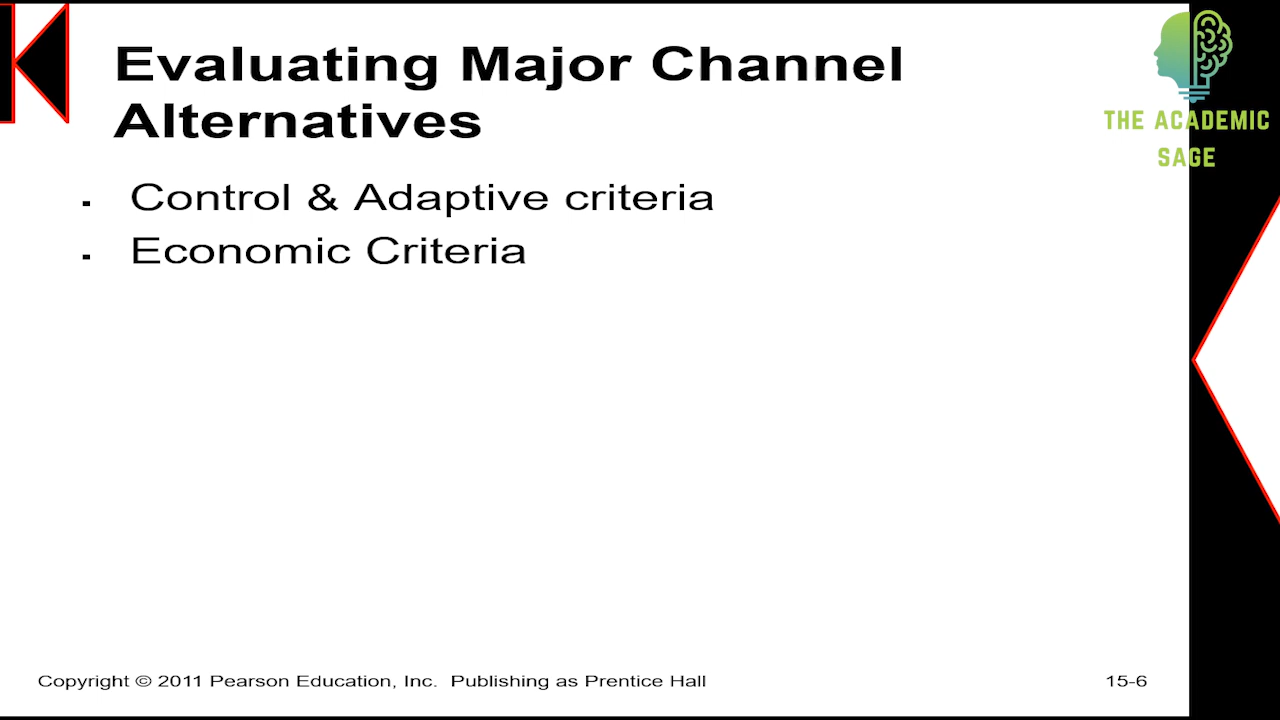 Evaluating Major Channel
Alternatives
THE ACADEMIC
SAGE
▪ Control & Adaptive criteria
▪ Economic Criteria
Copyright © 2011 Pearson Education, Inc. Publishing as Prentice Hall
15-6